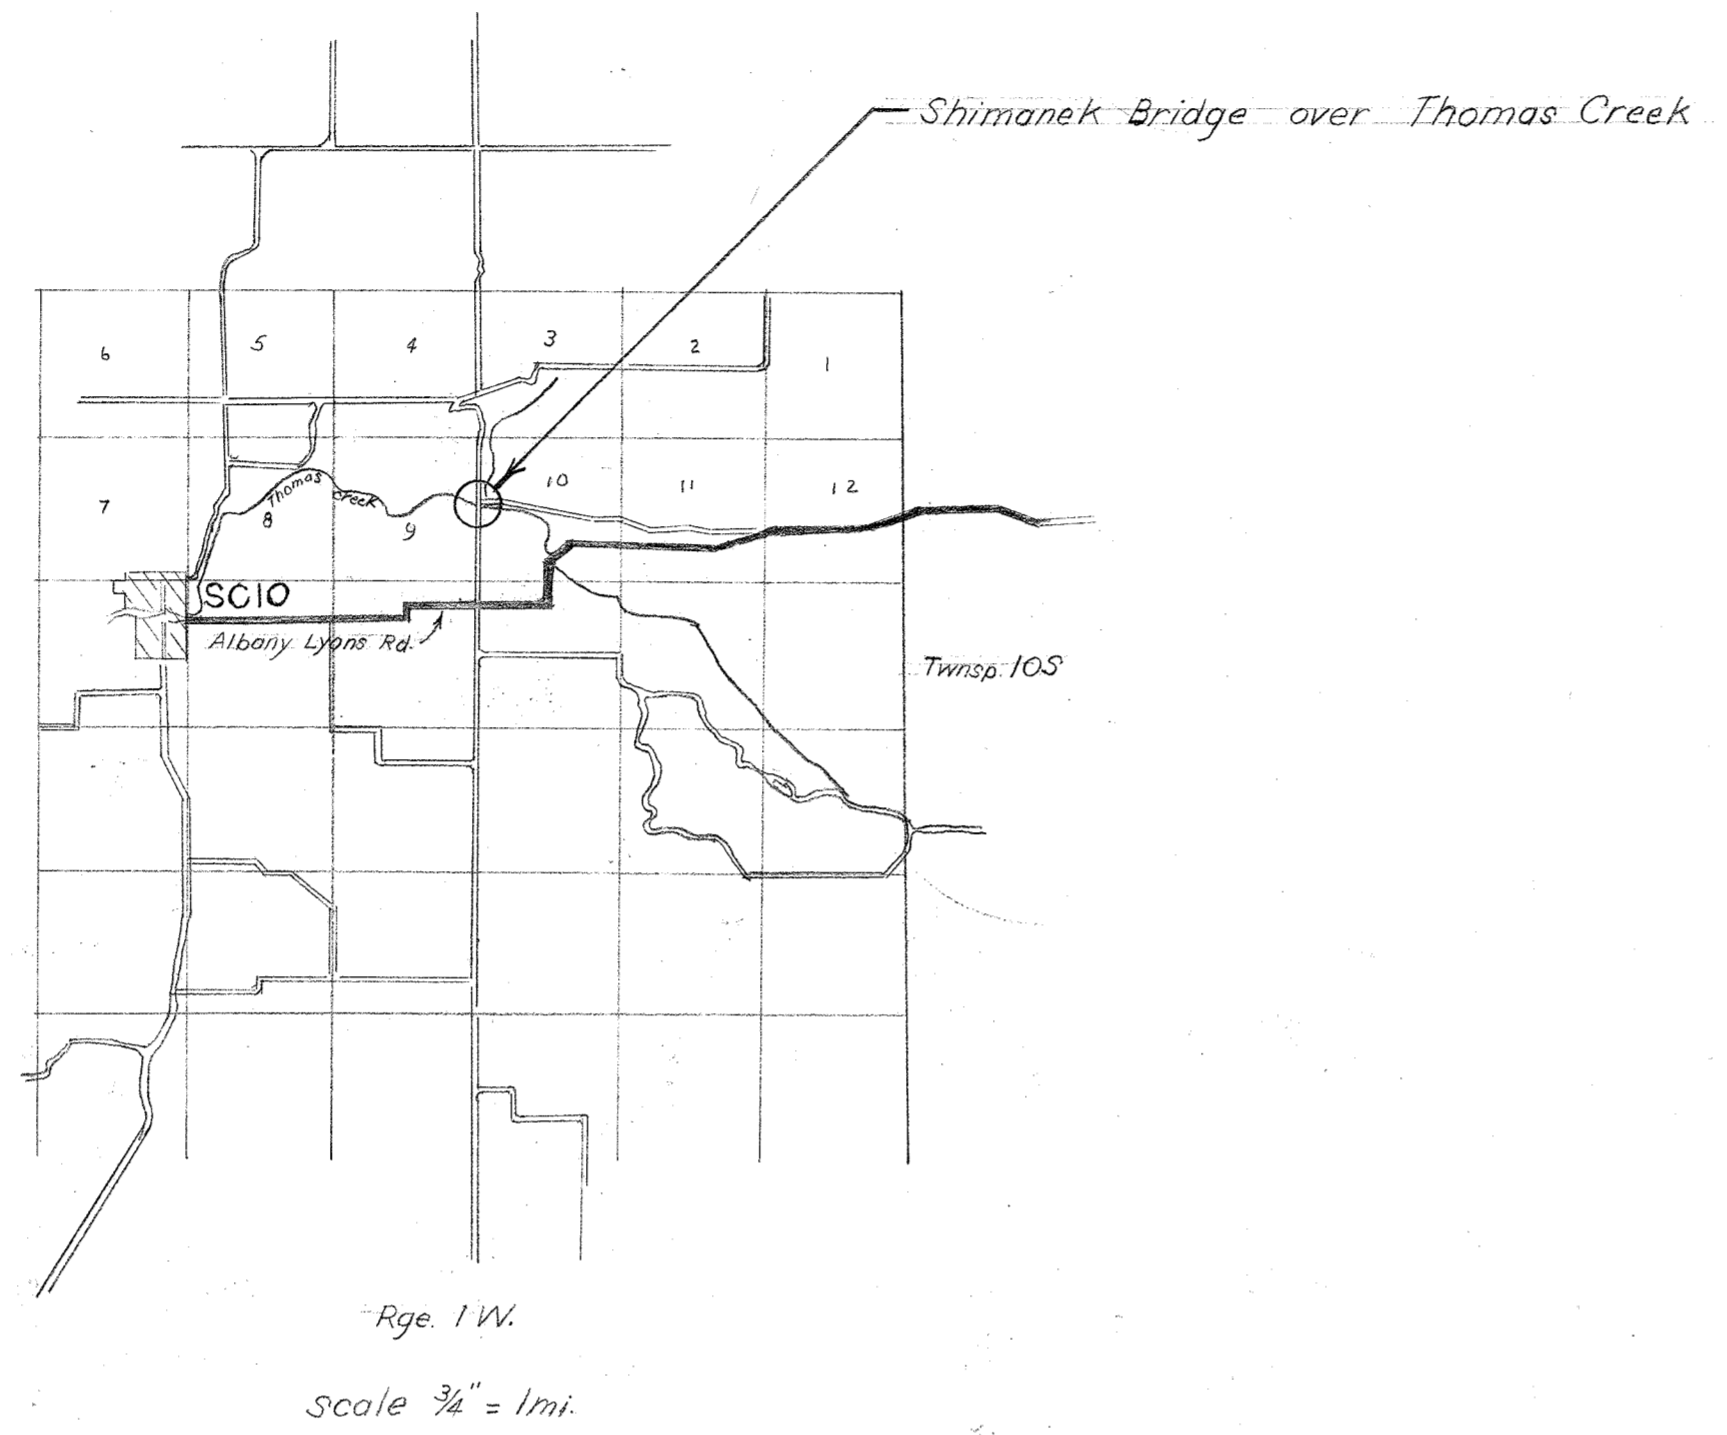 Shimanek Bridge over Thomas Creek
6 5 4 3 2 1
7 8 9 10 11 12
Thomas Creek
SCIO
Albany Lyons Rd.
Twnsp. 10S
Rge. 1W.
scale 3/4" = 1mi.